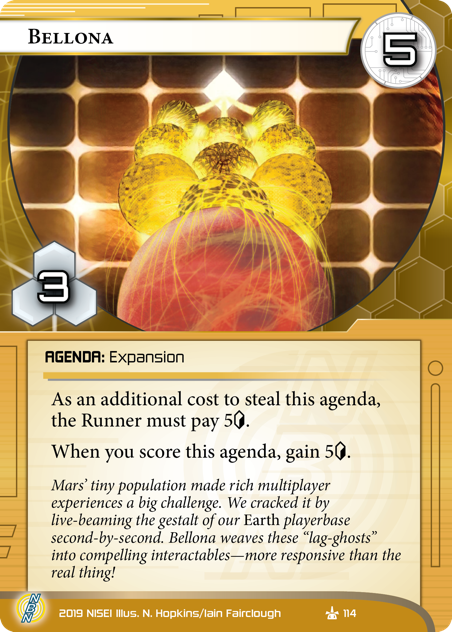 Bellona
5
3
AGENDA: Expansion
As an additional cost to steal this agenda,
the Runner must pay 5.
When you score this agenda, gain 5.
Mars’ tiny population made rich multiplayer
experiences a big challenge. We cracked it by
live-beaming the gestalt of our Earth playerbase
second-by-second. Bellona weaves these “lag-ghosts”
into compelling interactables—more responsive than the
real thing!
NBN
2019 NISEI Illus. N. Hopkins/Iain Fairclough
114